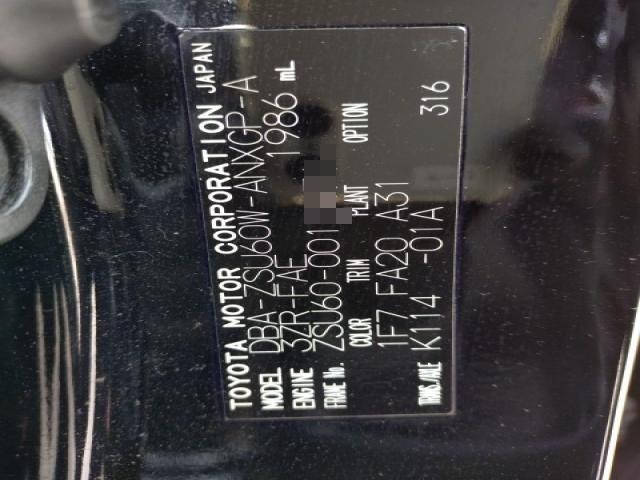 TOYOTA MOTOR CORPORATION JAPAN
MODEL DBA-ZSU60W-ANXGP-A
ENGINE 3ZR-FAE 1986 mL
FRAME No. ZSU60-001
COLOR TRIM PLANT OPTION
1F7 FA20 A31
TRNS/AXLE K114 -01A 316